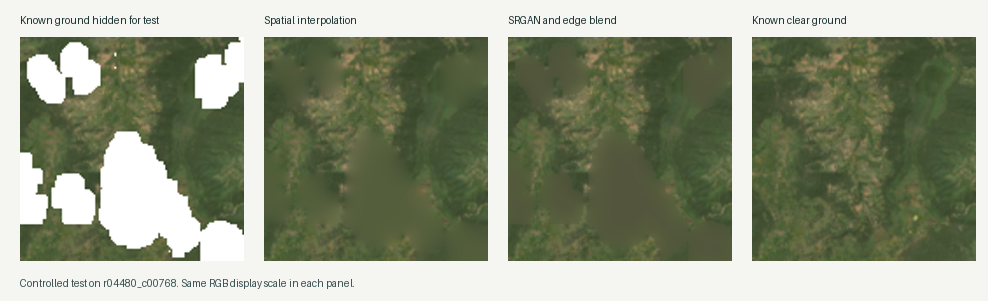 Known ground hidden for test
Spatial interpolation
SRGAN and edge blend
Known clear ground
Controlled test on r04480_c00768. Same RGB display scale in each panel.